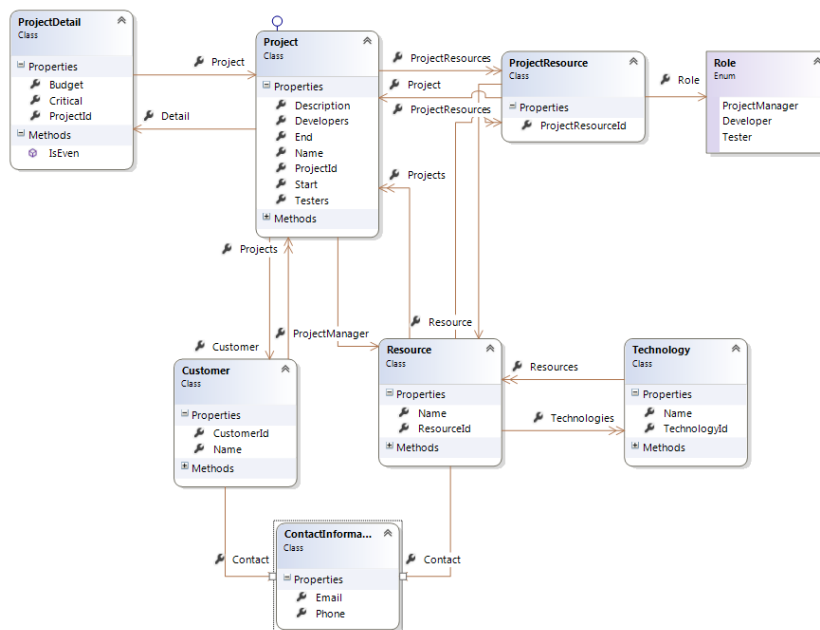 ProjectDetail
Class
Properties
Budget
Critical
ProjectId
Methods
IsEven
Project
Detail
Project
Class
Properties
Description
Developers
End
Name
ProjectId
Start
Testers
Methods
ProjectResources
Project
ProjectResources
Projects
ProjectResource
Class
Properties
ProjectResourceId
Role
Role
Enum
ProjectManager
Developer
Tester
Projects
Customer
ProjectManager
Resource
Customer
Class
Properties
CustomerId
Name
Methods
Resource
Class
Properties
Name
ResourceId
Methods
Resources
Technologies
Technology
Class
Properties
Name
TechnologyId
Methods
Contact
ContactInforma...
Class
Properties
Email
Phone
Contact